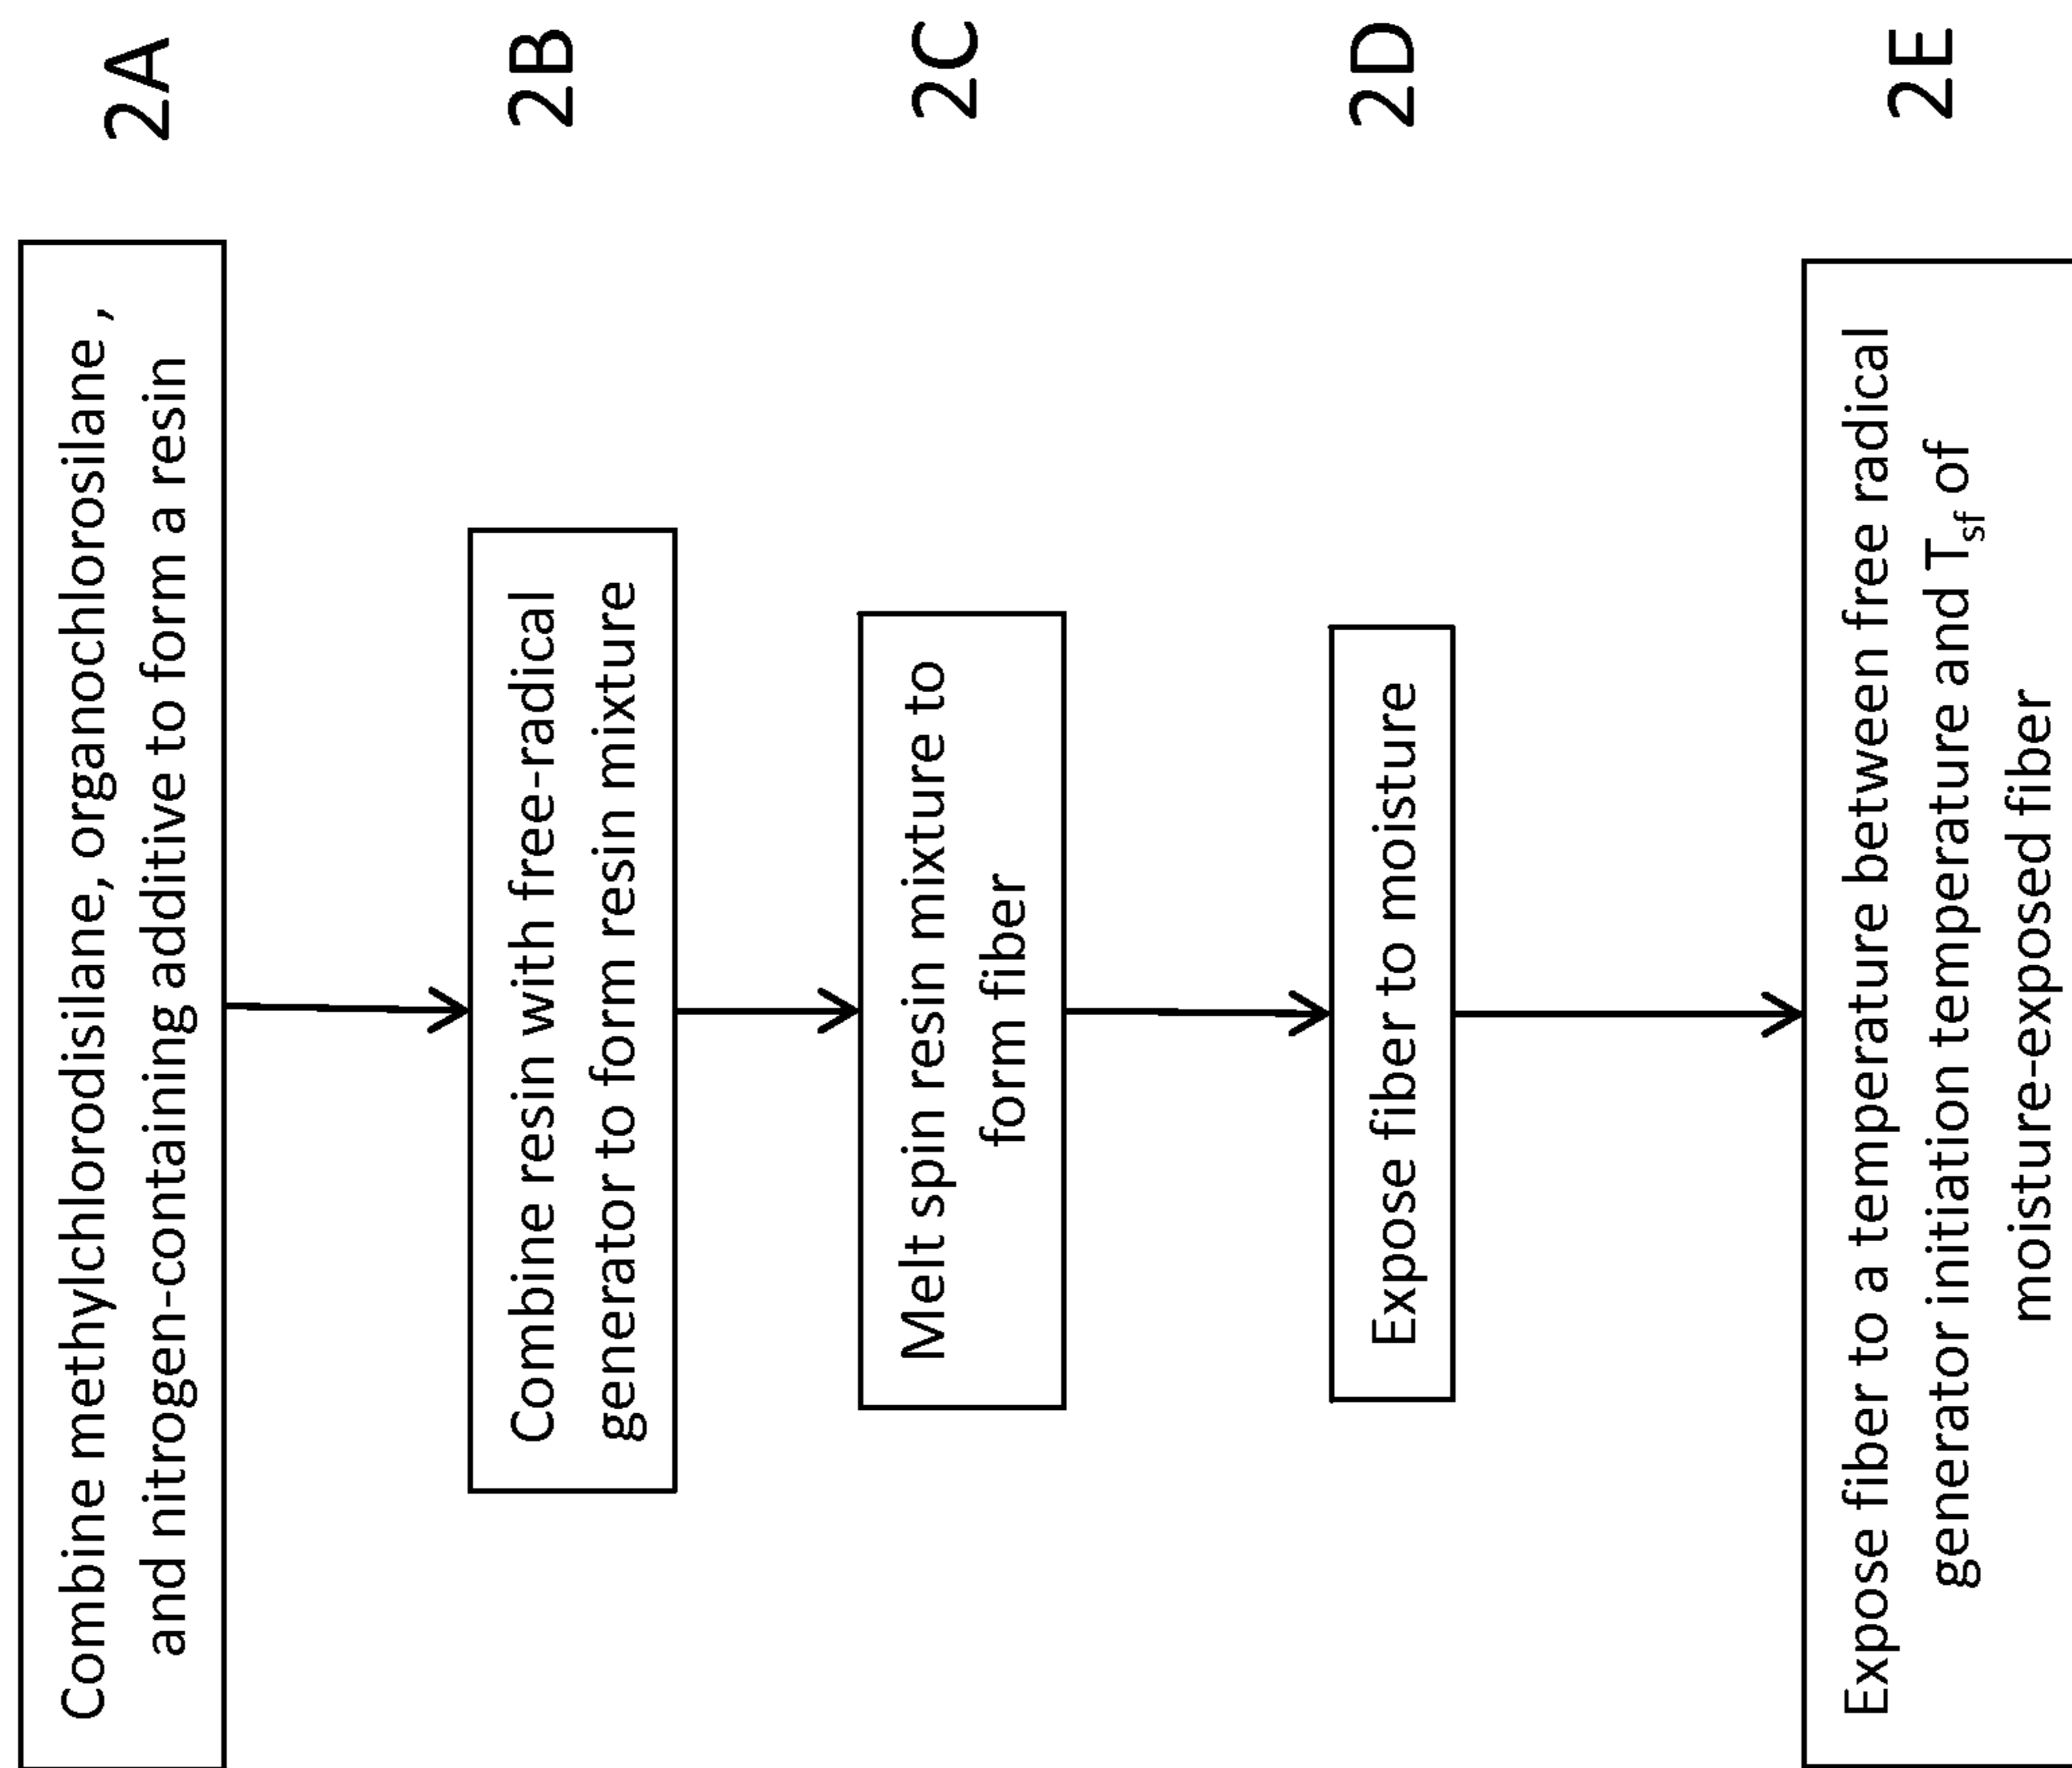 Combine methylchlorodisilane, organochlorosilane ,
and nitrogen-containing additive to form a resin
2A
Combine resin with free-radical
generator to form resin mixture
2B
Melt spin resin mixture to
form fiber
2C
Expose fiber to moisture
2D
Expose fiber to a temperature between free radical
generator initiation temperature and Tsf of
moisture-exposed fiber
2E